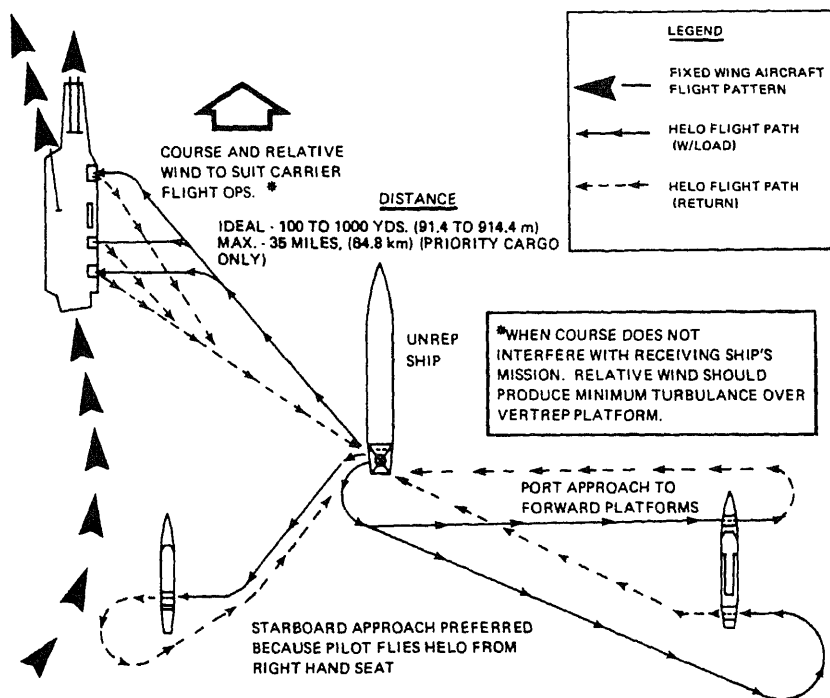 LEGEND
FIXED WING AIRCRAFT
FLIGHT PATTERN
HELO FLIGHT PATH
(W/LOAD)
HELO FLIGHT PATH
(RETURN)
COURSE AND RELATIVE
WIND TO SUIT CARRIER
FLIGHT OPS. *
DISTANCE
IDEAL - 100 TO 1000 YDS. (91.4 TO 914.4 m)
MAX. - 35 MILES, (64.8 km) (PRIORITY CARGO
ONLY)
UNREP
SHIP
*WHEN COURSE DOES NOT
INTERFERE WITH RECEIVING SHIP'S
MISSION. RELATIVE WIND SHOULD
PRODUCE MINIMUM TURBULANCE OVER
VERTREP PLATFORM.
PORT APPROACH TO
FORWARD PLATFORMS
STARBOARD APPROACH PREFERRED
BECAUSE PILOT FLIES HELO FROM
RIGHT HAND SEAT